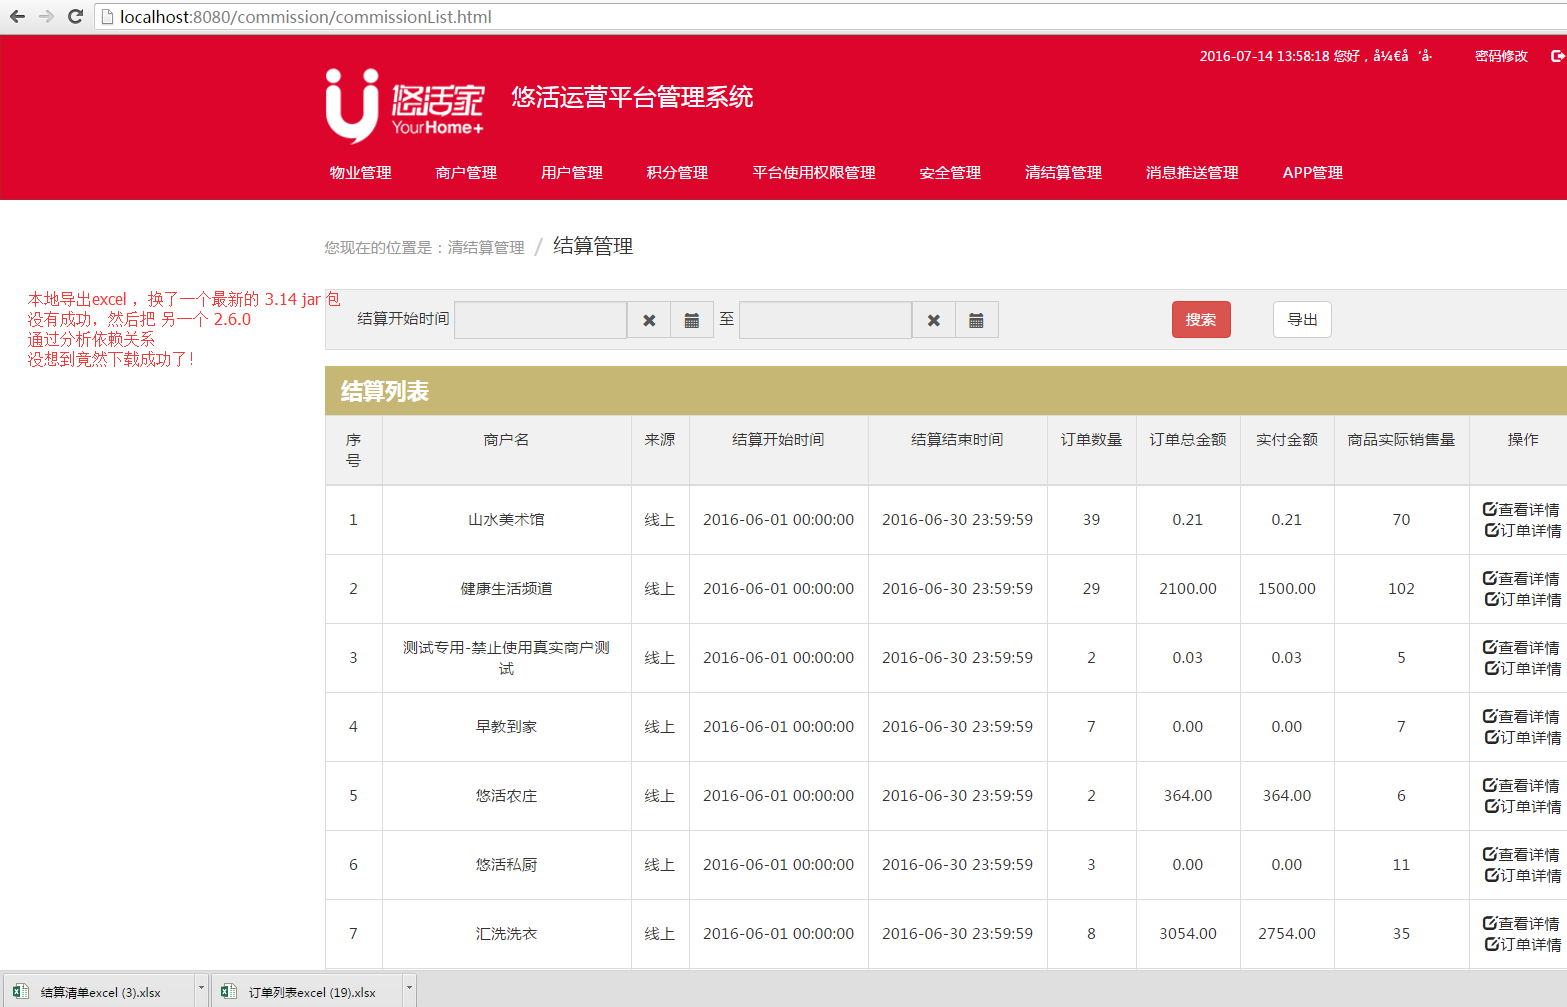 localhost:8080/commission/commissionList.html
2016-07-14 13:58:18 您好，å¼€å‘å· 密码修改
悠活家
YourHome+
悠活运营平台管理系统
物业管理 商户管理 用户管理 积分管理 平台使用权限管理 安全管理 清结算管理 消息推送管理 APP管理
您现在的位置是：清结算管理 / 结算管理
本地导出excel ，换了一个最新的 3.14 jar 包
没有成功，然后把 另一个 2.6.0
通过分析依赖关系
没想到竟然下载成功了！
结算开始时间 至 搜索 导出
结算列表
序号 商户名 来源 结算开始时间 结算结束时间 订单数量 订单总金额 实付金额 商品实际销售量 操作
1 山水美术馆 线上 2016-06-01 00:00:00 2016-06-30 23:59:59 39 0.21 0.21 70 查看详情 订单详情
2 健康生活频道 线上 2016-06-01 00:00:00 2016-06-30 23:59:59 29 2100.00 1500.00 102 查看详情 订单详情
3 测试专用-禁止使用真实商户测试 线上 2016-06-01 00:00:00 2016-06-30 23:59:59 2 0.03 0.03 5 查看详情 订单详情
4 早教到家 线上 2016-06-01 00:00:00 2016-06-30 23:59:59 7 0.00 0.00 7 查看详情 订单详情
5 悠活农庄 线上 2016-06-01 00:00:00 2016-06-30 23:59:59 2 364.00 364.00 6 查看详情 订单详情
6 悠活私厨 线上 2016-06-01 00:00:00 2016-06-30 23:59:59 3 0.00 0.00 11 查看详情 订单详情
7 汇洗洗衣 线上 2016-06-01 00:00:00 2016-06-30 23:59:59 8 3054.00 2754.00 35 查看详情 订单详情
结算清单excel (3).xlsx 订单列表excel (19).xlsx